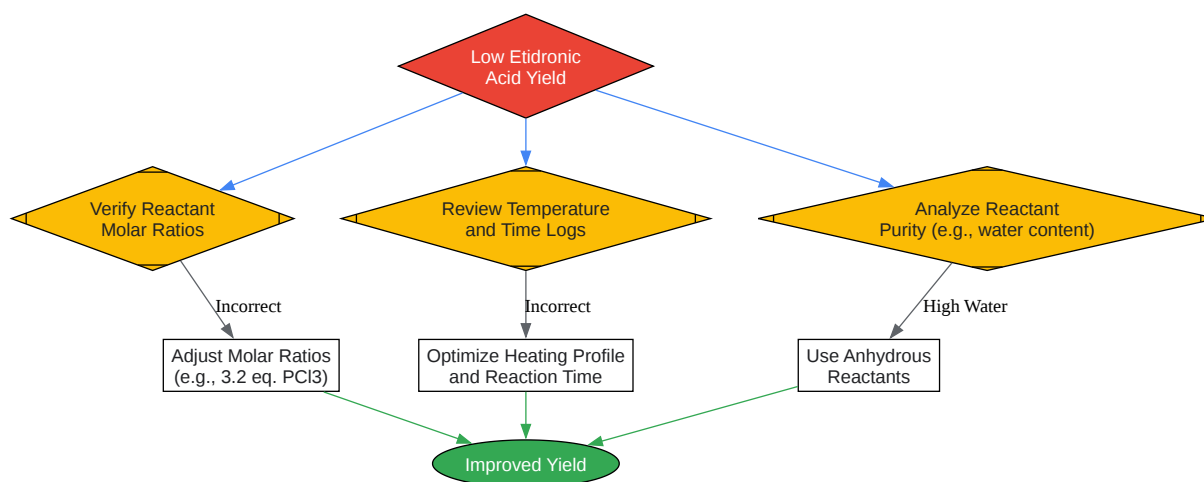 Low Etidronic
Acid Yield
Verify Reactant
Molar Ratios
Review Temperature
and Time Logs
Analyze Reactant
Purity (e.g., water content)
Incorrect
Incorrect
High Water
Adjust Molar Ratios
(e.g., 3.2 eq. PCl3)
Optimize Heating Profile
and Reaction Time
Use Anhydrous
Reactants
Improved Yield